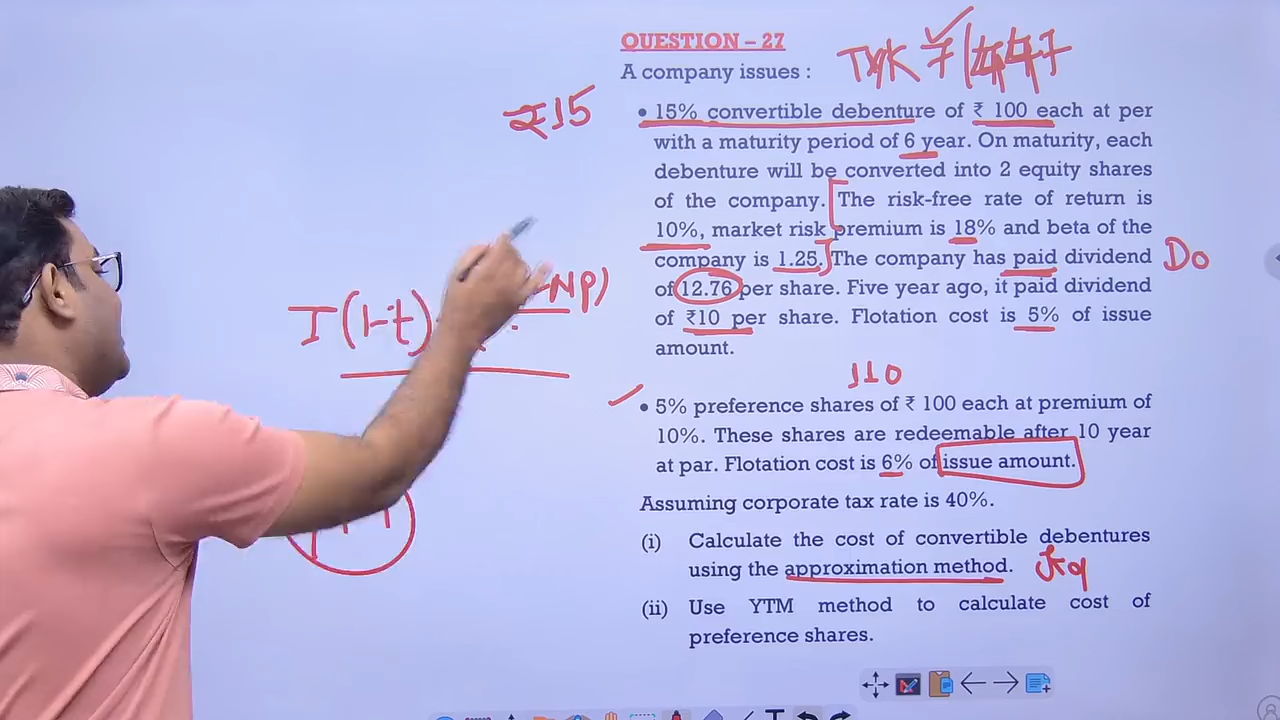 QUESTION – 27
A company issues :
₹15
• 15% convertible debenture of ₹ 100 each at per
with a maturity period of 6 year. On maturity, each
debenture will be converted into 2 equity shares
of the company. The risk-free rate of return is
10%, market risk premium is 18% and beta of the
company is 1.25. The company has paid dividend
D0
of 12.76 per share. Five year ago, it paid dividend
of ₹10 per share. Flotation cost is 5% of issue
amount.
I(1-t)
NP)
110
• 5% preference shares of ₹ 100 each at premium of
10%. These shares are redeemable after 10 year
at par. Flotation cost is 6% of issue amount.
Assuming corporate tax rate is 40%.
(i) Calculate the cost of convertible debentures
using the approximation method.
(ii) Use YTM method to calculate cost of
preference shares.